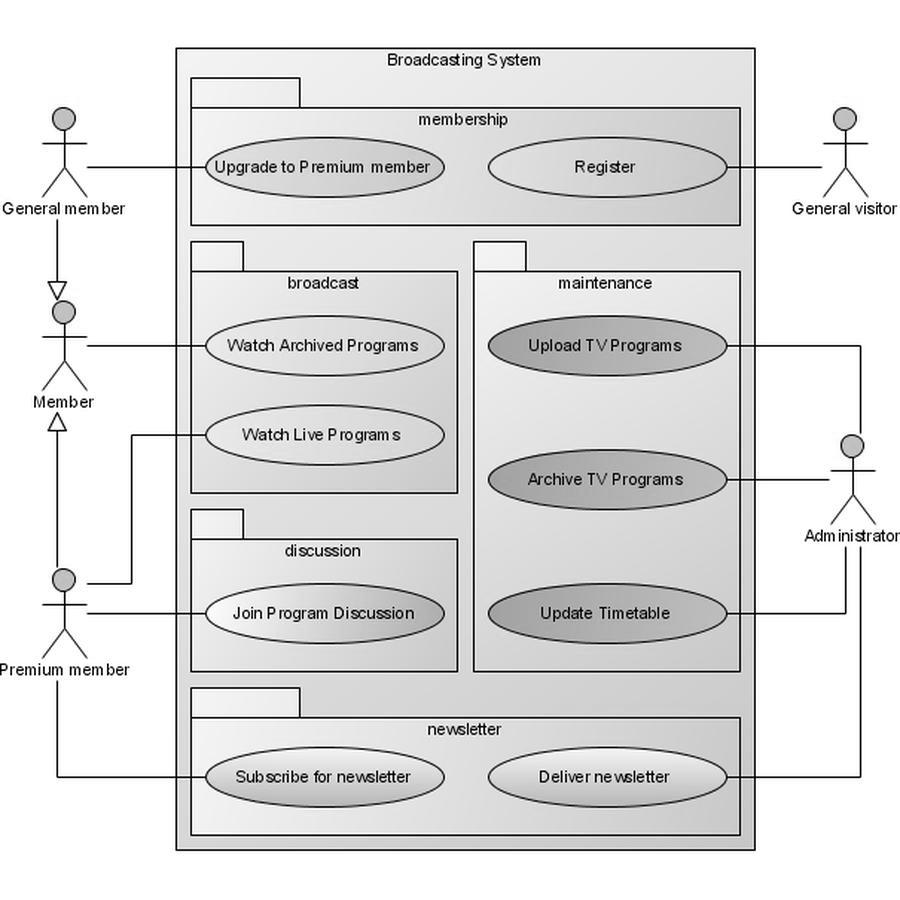 Broadcasting System
membership
Upgrade to Premium member
Register
General member
General visitor
broadcast
maintenance
Watch Archived Programs
Upload TV Programs
Member
Watch Live Programs
Archive TV Programs
Administrator
discussion
Join Program Discussion
Update Timetable
Premium member
newsletter
Subscribe for newsletter
Deliver newsletter